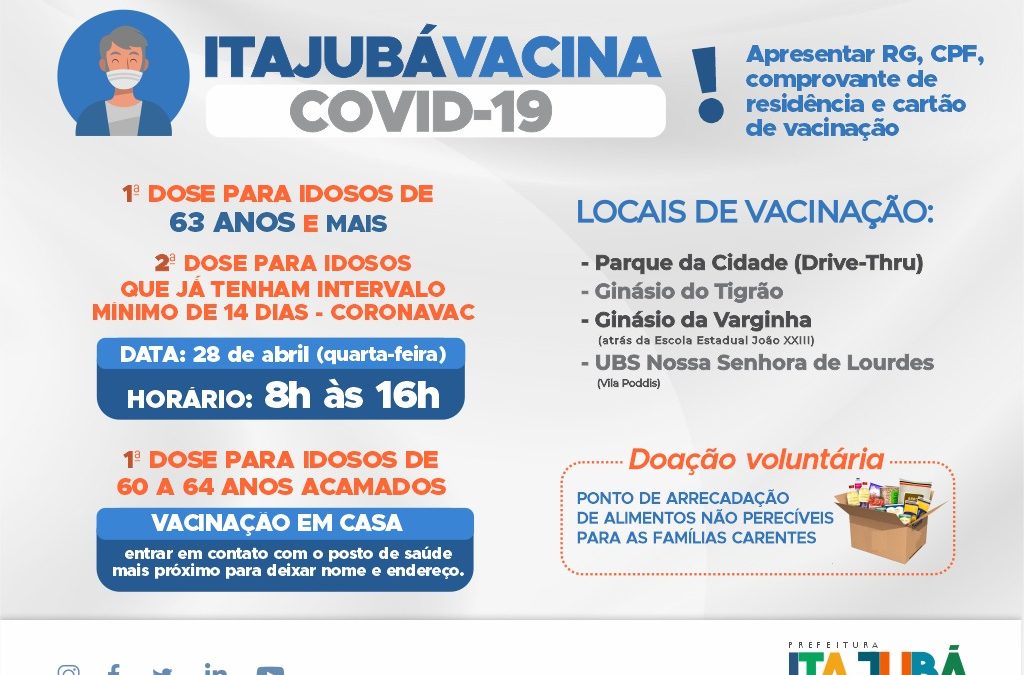 ITAJUBÁVACINA
COVID-19
!
Apresentar RG, CPF,
comprovante de
residência e cartão
de vacinação
1ª DOSE PARA IDOSOS DE
63 ANOS E MAIS
2ª DOSE PARA IDOSOS
QUE JÁ TENHAM INTERVALO
MÍNIMO DE 14 DIAS - CORONAVAC
DATA: 28 de abril (quarta-feira)
HORÁRIO: 8h às 16h
1ª DOSE PARA IDOSOS DE
60 A 64 ANOS ACAMADOS
VACINAÇÃO EM CASA
entrar em contato com o posto de saúde
mais próximo para deixar nome e endereço.
LOCAIS DE VACINAÇÃO:
- Parque da Cidade (Drive-Thru)
- Ginásio do Tigrão
- Ginásio da Varginha
(atrás da Escola Estadual João XXIII)
- UBS Nossa Senhora de Lourdes
(Vila Poddis)
Doação voluntária
PONTO DE ARRECADAÇÃO
DE ALIMENTOS NÃO PERECÍVEIS
PARA AS FAMÍLIAS CARENTES
PREFEITURA
ITAJUBÁ